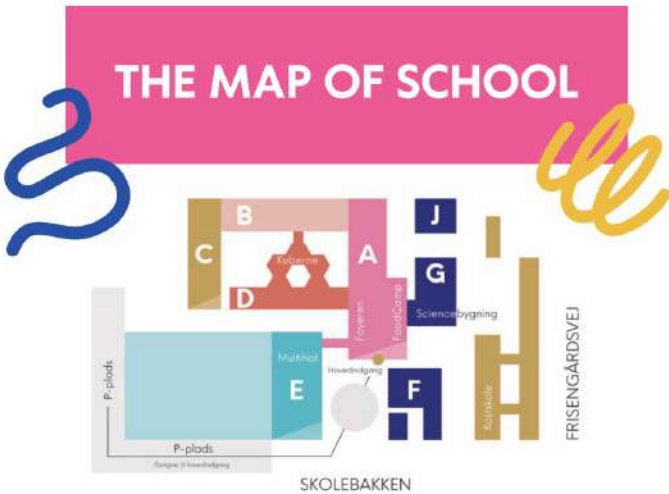 THE MAP OF SCHOOL
B
J
C
Kuberne
A
G
D
Foyeren
FoodCamp
Sciencebygning
P-plads
Multihal
E
Hovedindgang
F
Kostskole
FRISENGÅRDSVEJ
P-plads
SKOLEBAKKEN